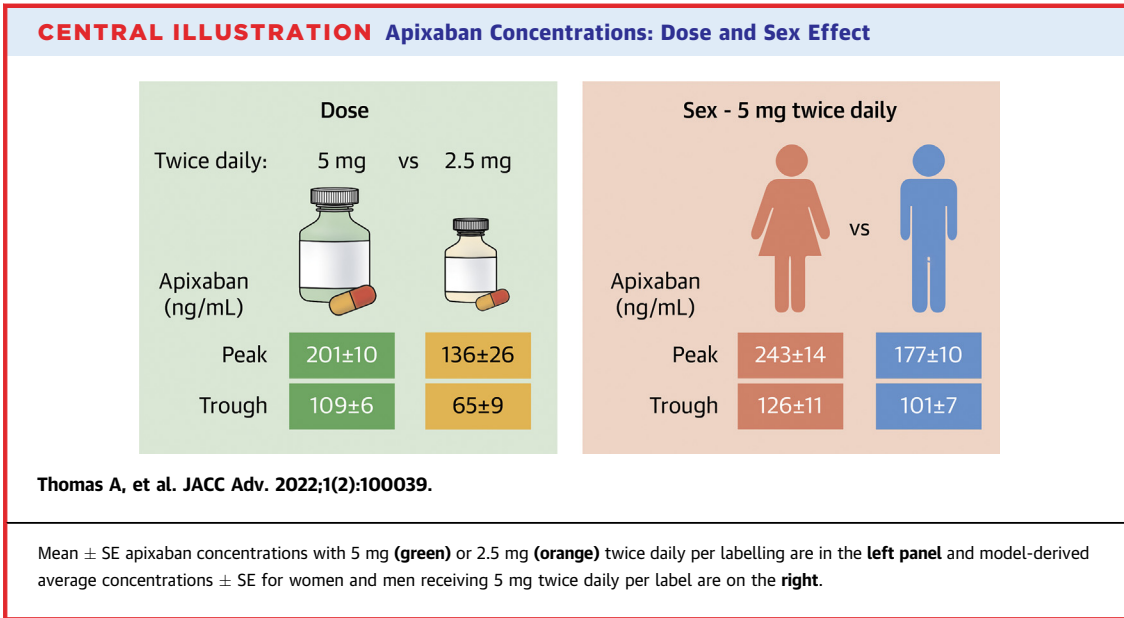 CENTRAL ILLUSTRATION Apixaban Concentrations: Dose and Sex Effect
Dose
Twice daily: 5 mg vs 2.5 mg
Apixaban
(ng/mL)
Peak 201±10 136±26
Trough 109±6 65±9
Sex - 5 mg twice daily
vs
Apixaban
(ng/mL)
Peak 243±14 177±10
Trough 126±11 101±7
Thomas A, et al. JACC Adv. 2022;1(2):100039.
Mean ± SE apixaban concentrations with 5 mg (green) or 2.5 mg (orange) twice daily per labelling are in the left panel and model-derived
average concentrations ± SE for women and men receiving 5 mg twice daily per label are on the right.